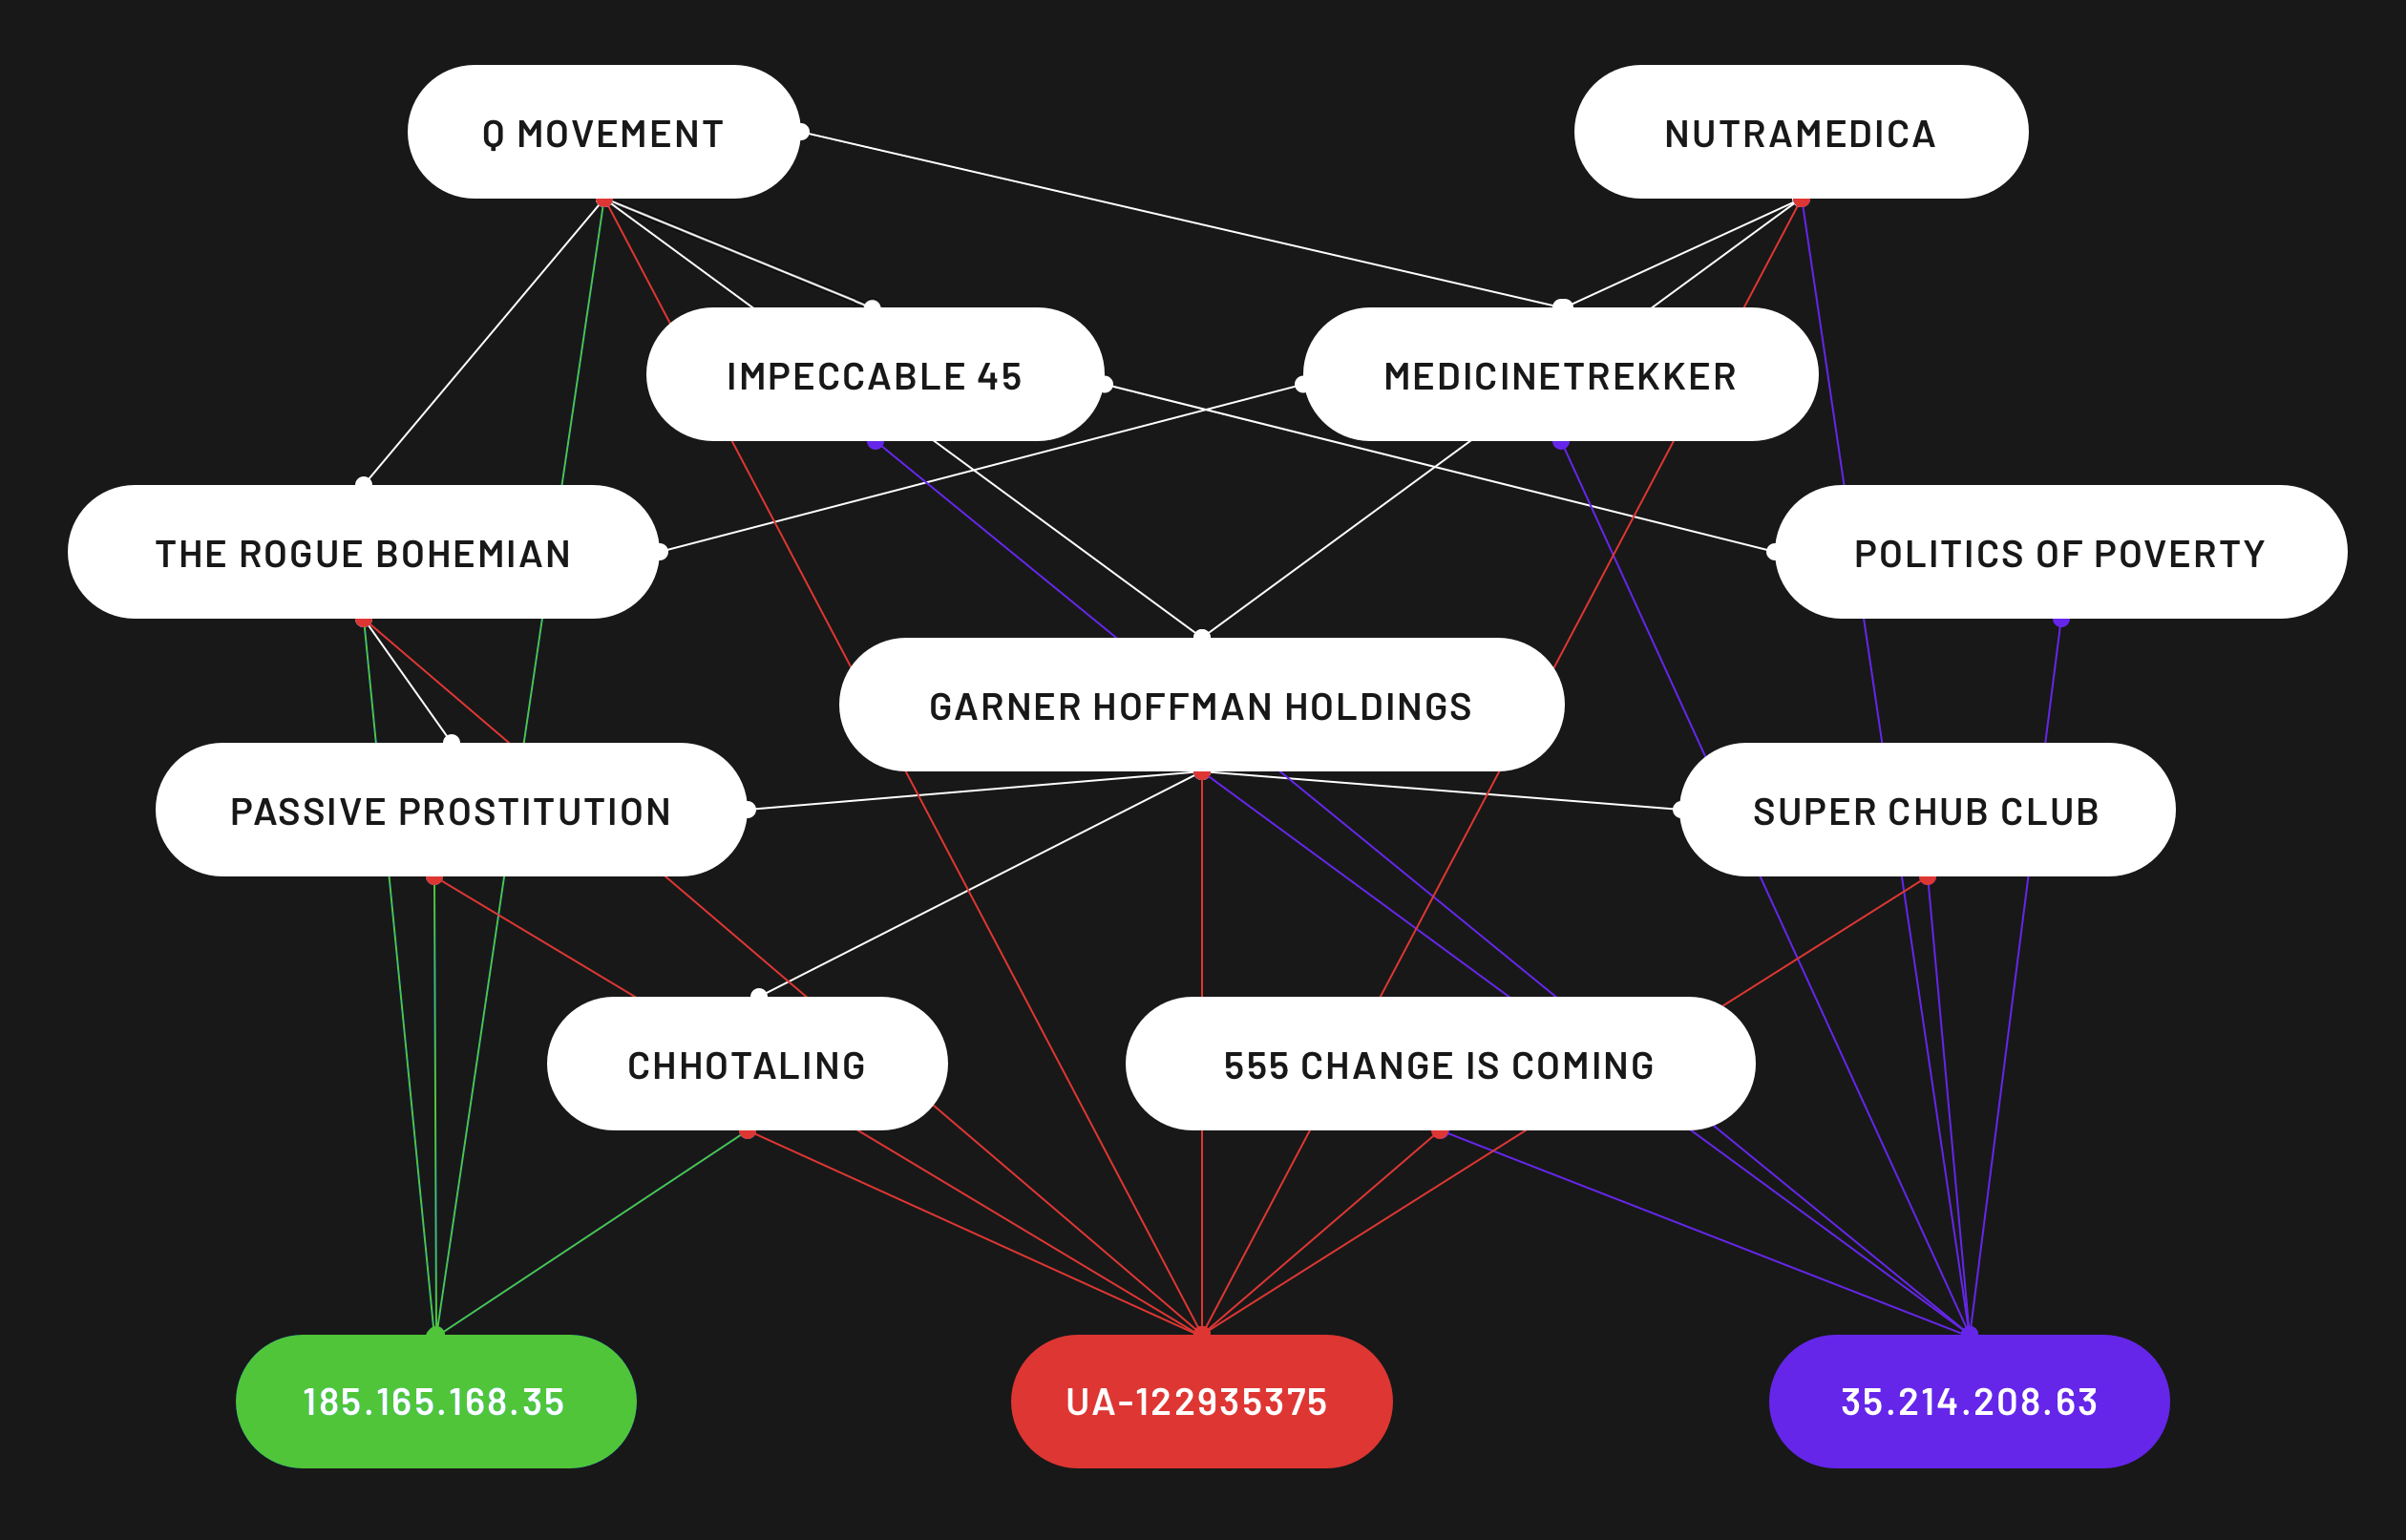 Q MOVEMENT
NUTRAMEDICA
IMPECCABLE 45
MEDICINETREKKER
THE ROGUE BOHEMIAN
POLITICS OF POVERTY
GARNER HOFFMAN HOLDINGS
PASSIVE PROSTITUTION
SUPER CHUB CLUB
CHHOTALING
555 CHANGE IS COMING
185.165.168.35
UA-122935375
35.214.208.63